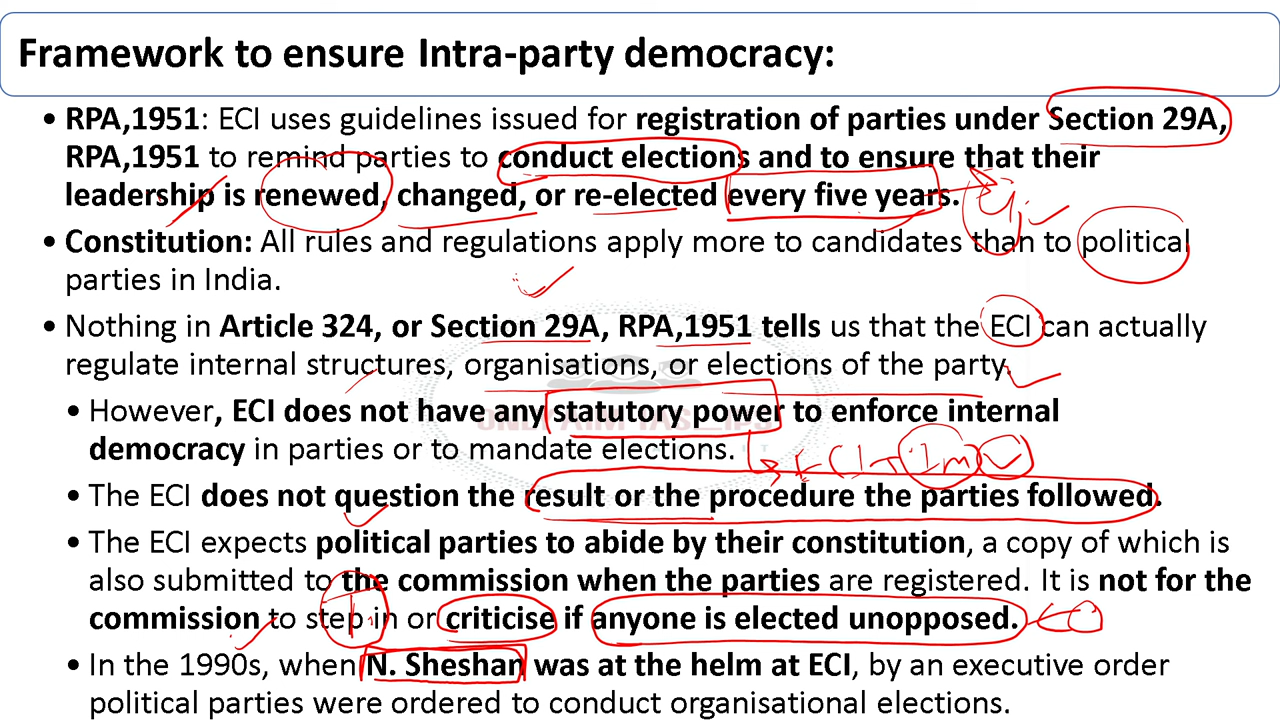 Framework to ensure Intra-party democracy:
• RPA,1951: ECI uses guidelines issued for registration of parties under Section 29A,
RPA,1951 to remind parties to conduct elections and to ensure that their
leadership is renewed, changed, or re-elected every five years.
• Constitution: All rules and regulations apply more to candidates than to political
parties in India.
• Nothing in Article 324, or Section 29A, RPA,1951 tells us that the ECI can actually
regulate internal structures, organisations, or elections of the party.
• However, ECI does not have any statutory power to enforce internal
democracy in parties or to mandate elections.
• The ECI does not question the result or the procedure the parties followed.
• The ECI expects political parties to abide by their constitution, a copy of which is
also submitted to the commission when the parties are registered. It is not for the
commission to step in or criticise if anyone is elected unopposed.
• In the 1990s, when N. Sheshan was at the helm at ECI, by an executive order
political parties were ordered to conduct organisational elections.